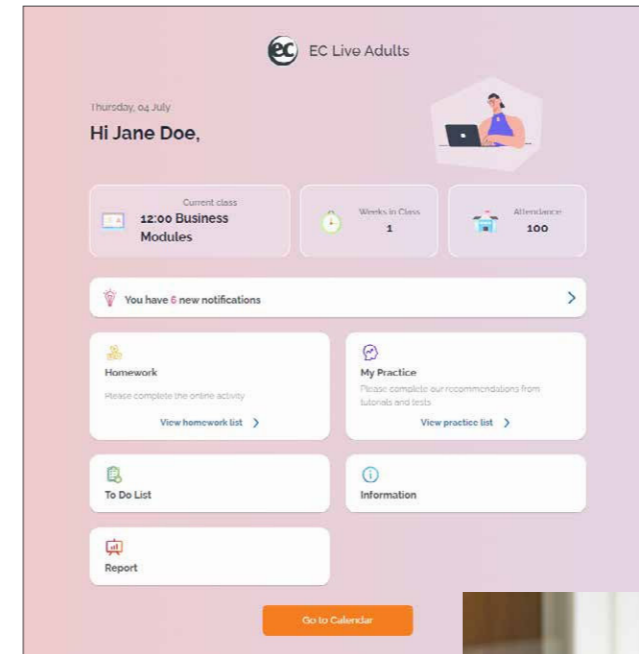 ec EC Live Adults
Thursday, 04 July
Hi Jane Doe,
Current class
12:00 Business
Modules
Weeks in Class
1
Attendance
100
You have 6 new notifications
Homework
Please complete the online activity
View homework list
My Practice
Please complete our recommendations from
tutorials and tests
View practice list
To Do List
Information
Report
Go to Calendar